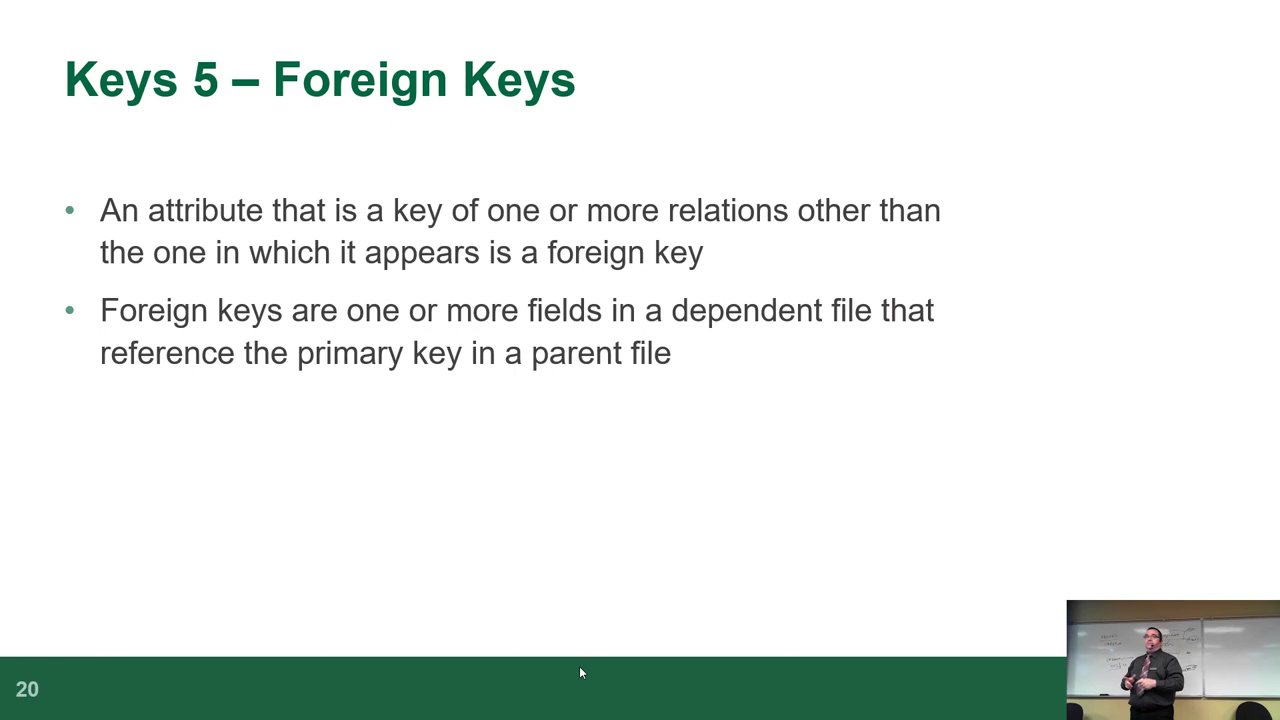 Keys 5 – Foreign Keys
• An attribute that is a key of one or more relations other than
the one in which it appears is a foreign key
• Foreign keys are one or more fields in a dependent file that
reference the primary key in a parent file
20